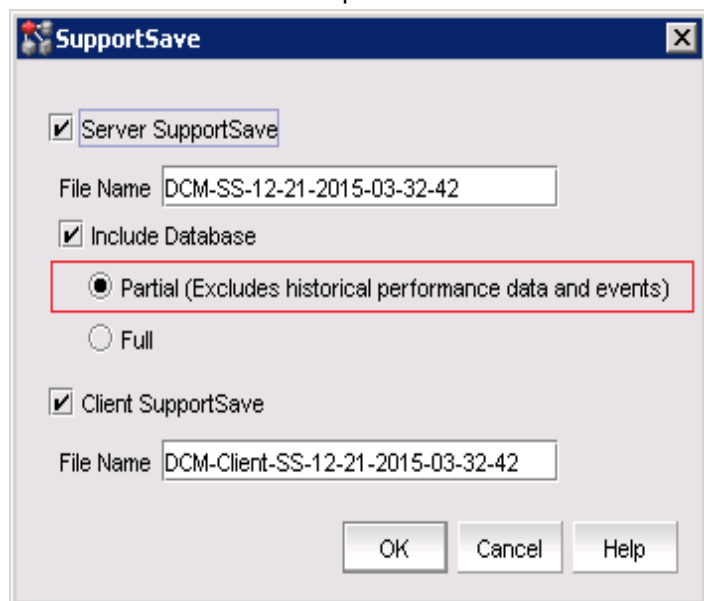 SupportSave
Server SupportSave
File Name DCM-SS-12-21-2015-03-32-42
Include Database
Partial (Excludes historical performance data and events)
Full
Client SupportSave
File Name DCM-Client-SS-12-21-2015-03-32-42
OK Cancel Help